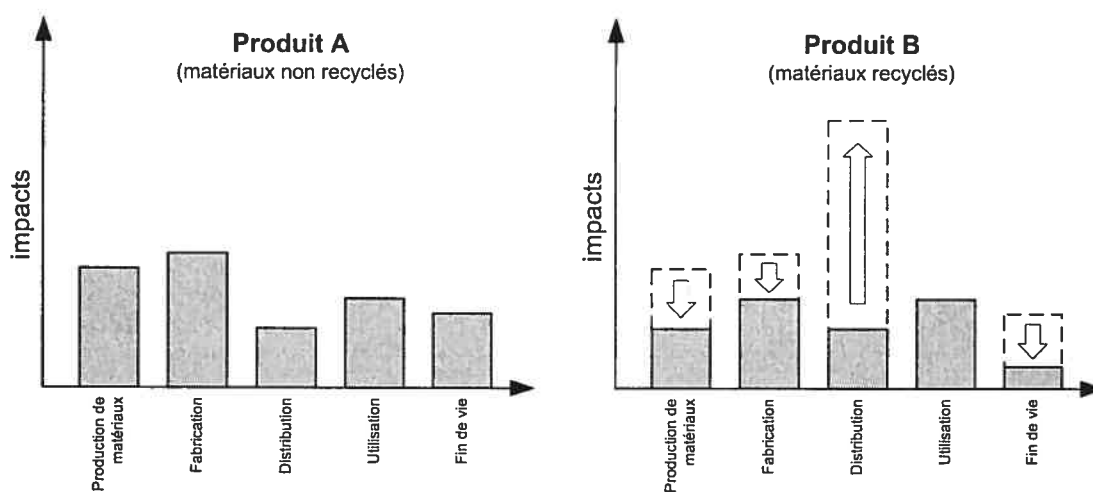 Produit A
(matériaux non recyclés)
impacts
Production de
matériaux
Fabrication
Distribution
Utilisation
Fin de vie
Produit B
(matériaux recyclés)
impacts
Production de
matériaux
Fabrication
Distribution
Utilisation
Fin de vie